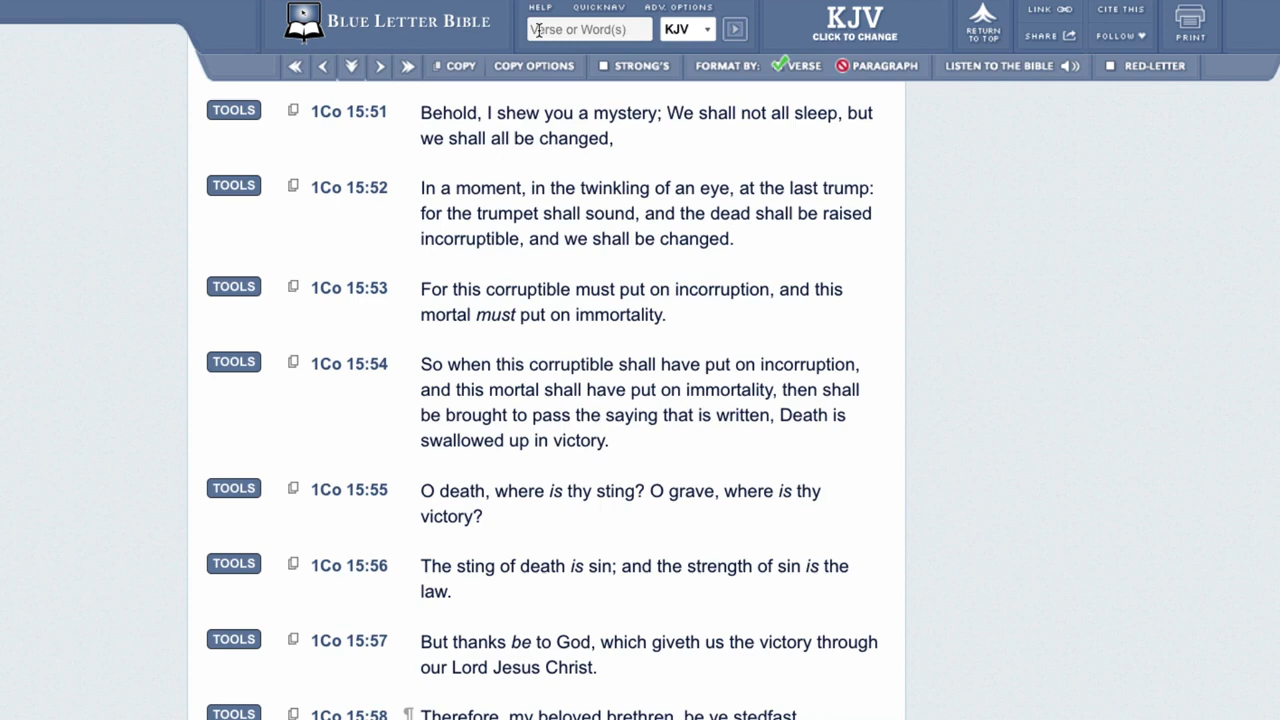 HELP QUICKNAV ADV. OPTIONS
BLUE LETTER BIBLE
Verse or Word(s)
KJV
KJV
CLICK TO CHANGE
RETURN
TO TOP
LINK
CITE THIS
SHARE
FOLLOW
PRINT
COPY COPY OPTIONS STRONG'S FORMAT BY: VERSE PARAGRAPH LISTEN TO THE BIBLE RED-LETTER
TOOLS 1Co 15:51 Behold, I shew you a mystery; We shall not all sleep, but
we shall all be changed,
TOOLS 1Co 15:52 In a moment, in the twinkling of an eye, at the last trump:
for the trumpet shall sound, and the dead shall be raised
incorruptible, and we shall be changed.
TOOLS 1Co 15:53 For this corruptible must put on incorruption, and this
mortal must put on immortality.
TOOLS 1Co 15:54 So when this corruptible shall have put on incorruption,
and this mortal shall have put on immortality, then shall
be brought to pass the saying that is written, Death is
swallowed up in victory.
TOOLS 1Co 15:55 O death, where is thy sting? O grave, where is thy
victory?
TOOLS 1Co 15:56 The sting of death is sin; and the strength of sin is the
law.
TOOLS 1Co 15:57 But thanks be to God, which giveth us the victory through
our Lord Jesus Christ.
TOOLS 1Co 15:58 ¶ Therefore, my beloved brethren, be ye stedfast,